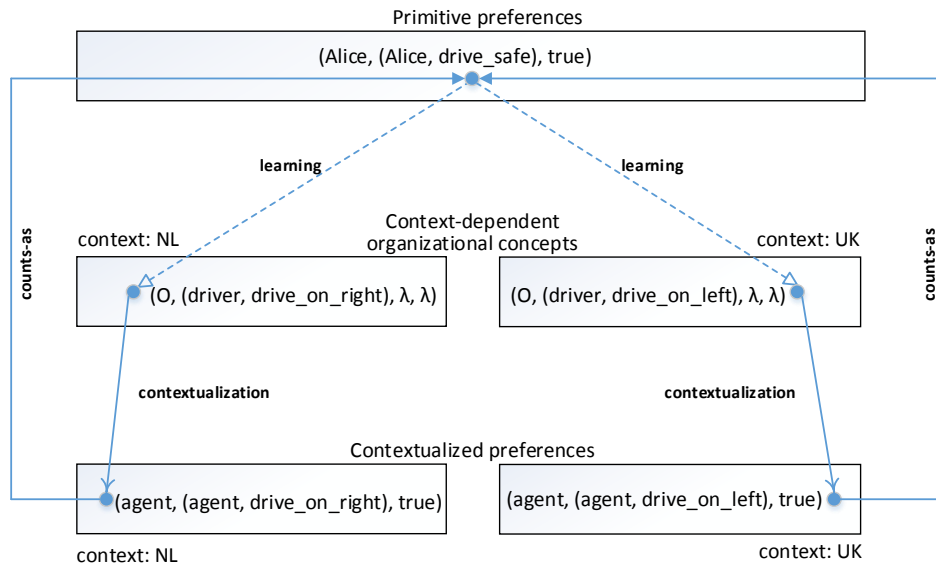 Primitive preferences
(Alice, (Alice, drive_safe), true)
learning
learning
counts-as
counts-as
context: NL
Context-dependent
organizational concepts
context: UK
(O, (driver, drive_on_right), λ, λ)
(O, (driver, drive_on_left), λ, λ)
contextualization
contextualization
Contextualized preferences
(agent, (agent, drive_on_right), true)
(agent, (agent, drive_on_left), true)
context: NL
context: UK